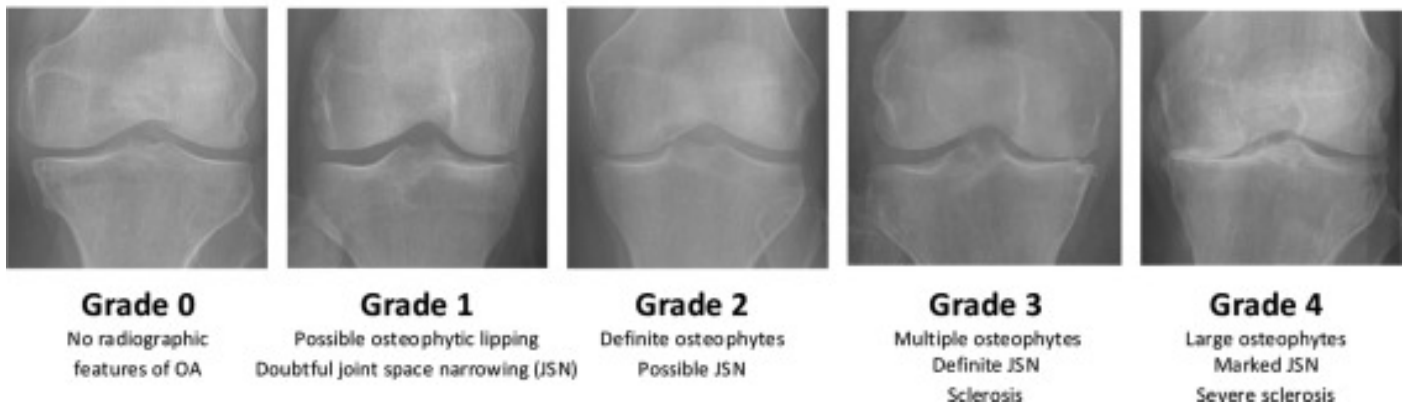 Grade 0
No radiographic
features of OA
Grade 1
Possible osteophytic lipping
Doubtful joint space narrowing (JSN)
Grade 2
Definite osteophytes
Possible JSN
Grade 3
Multiple osteophytes
Definite JSN
Sclerosis
Grade 4
Large osteophytes
Marked JSN
Severe sclerosis